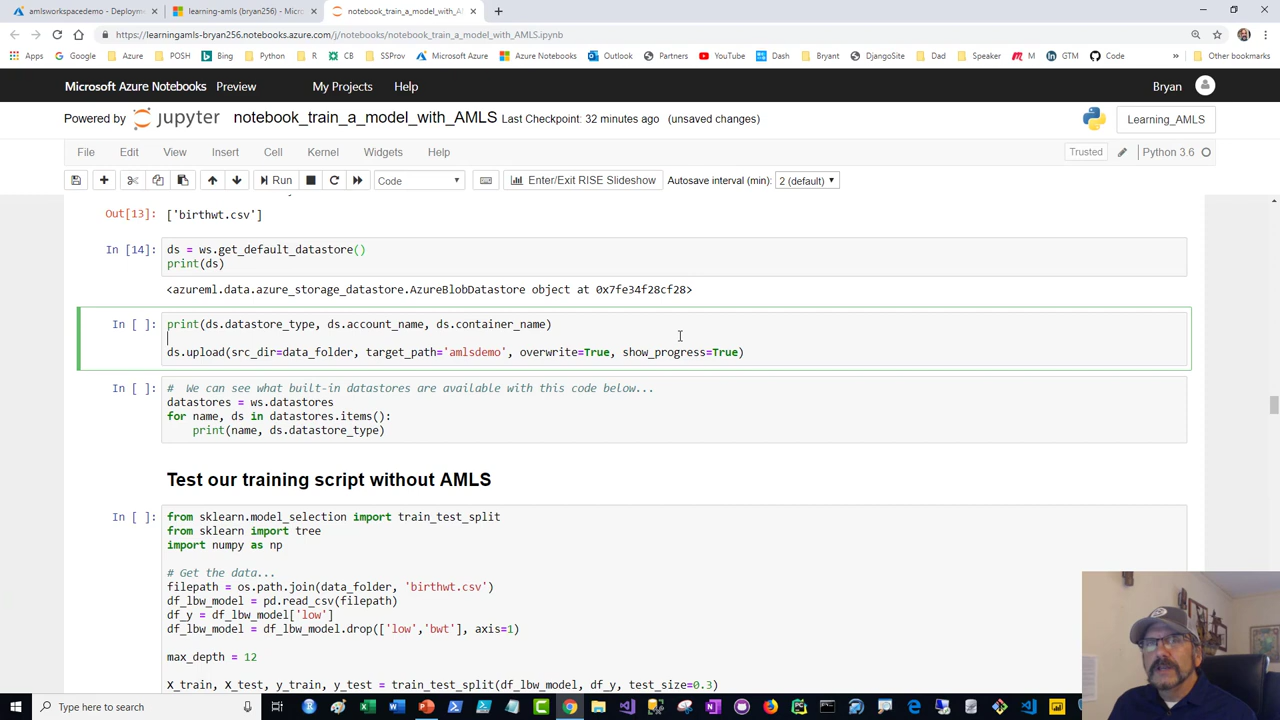 amlsworkspacedemo - Deployme
learning-amls (bryan256) - Micros
notebook_train_a_model_with_AMLS
https://learningamls-bryan256.notebooks.azure.com/j/notebooks/notebook_train_a_model_with_AMLS.ipynb
Apps Google Azure POSH Bing Python R CB SSProv Microsoft Azure Azure Notebooks Outlook Partners YouTube Dash Bryant DjangoSite Dad Speaker M GTM Code » Other bookmarks
Microsoft Azure Notebooks Preview My Projects Help Bryan
Powered by jupyter notebook_train_a_model_with_AMLS Last Checkpoint: 32 minutes ago (unsaved changes) Learning_AMLS
File Edit View Insert Cell Kernel Widgets Help Trusted Python 3.6
Run Code Enter/Exit RISE Slideshow Autosave interval (min): 2 (default)
Out[13]: ['birthwt.csv']
In [14]: ds = ws.get_default_datastore()
print(ds)
<azureml.data.azure_storage_datastore.AzureBlobDatastore object at 0x7fe34f28cf28>
In [ ]: print(ds.datastore_type, ds.account_name, ds.container_name)
ds.upload(src_dir=data_folder, target_path='amlsdemo', overwrite=True, show_progress=True)
In [ ]: # We can see what built-in datastores are available with this code below...
datastores = ws.datastores
for name, ds in datastores.items():
print(name, ds.datastore_type)
Test our training script without AMLS
In [ ]: from sklearn.model_selection import train_test_split
from sklearn import tree
import numpy as np
# Get the data...
filepath = os.path.join(data_folder, 'birthwt.csv')
df_lbw_model = pd.read_csv(filepath)
df_y = df_lbw_model['low']
df_lbw_model = df_lbw_model.drop(['low','bwt'], axis=1)
max_depth = 12
X_train, X_test, y_train, y_test = train_test_split(df_lbw_model, df_y, test_size=0.3)
Type here to search